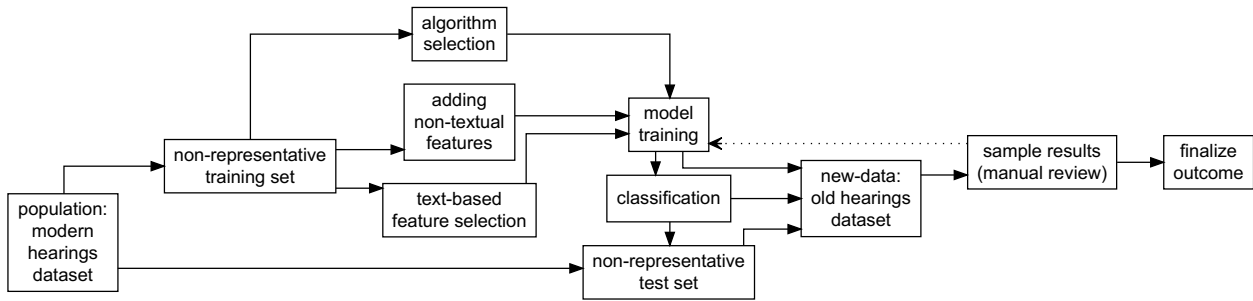 algorithm
selection
adding
non-textual
features
model
training
non-representative
training set
sample results
(manual review)
finalize
outcome
text-based
feature selection
classification
new-data:
old hearings
dataset
population:
modern
hearings
dataset
non-representative
test set